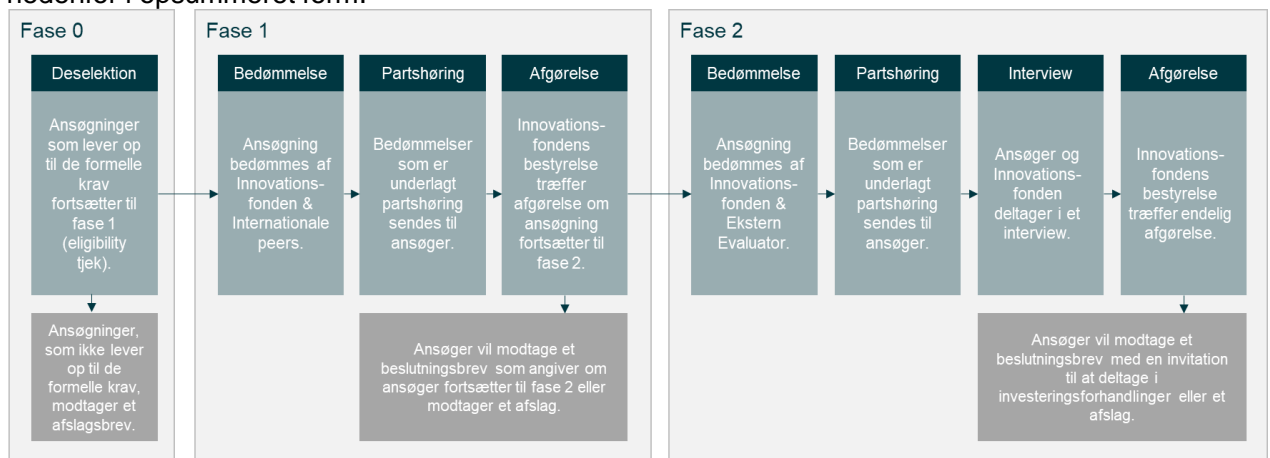 nedenfor i opsummeret form.
Fase 0
Deselektion
Ansøgninger
som lever op
til de formelle
krav
fortsætter til
fase 1
(eligibility
tjek).
Ansøgninger,
som ikke lever
op til de
formelle krav,
modtager et
afslagsbrev.
Fase 1
Bedømmelse
Ansøgning
bedømmes af
Innovations-
fonden &
Internationale
peers.
Partshøring
Bedømmelser
som er
underlagt
partshøring
sendes til
ansøger.
Afgørelse
Innovations-
fondens
bestyrelse
træffer
afgørelse om
ansøgning
fortsætter til
fase 2.
Ansøger vil modtage et
beslutningsbrev som angiver om
ansøger fortsætter til fase 2 eller
modtager et afslag.
Fase 2
Bedømmelse
Ansøgning
bedømmes af
Innovations-
fonden &
Ekstern
Evaluator.
Partshøring
Bedømmelser
som er
underlagt
partshøring
sendes til
ansøger.
Interview
Ansøger og
Innovations-
fonden
deltager i et
interview.
Afgørelse
Innovations-
fondens
bestyrelse
træffer endelig
afgørelse.
Ansøger vil modtage et
beslutningsbrev med en invitation
til at deltage i
investeringsforhandlinger eller et
afslag.